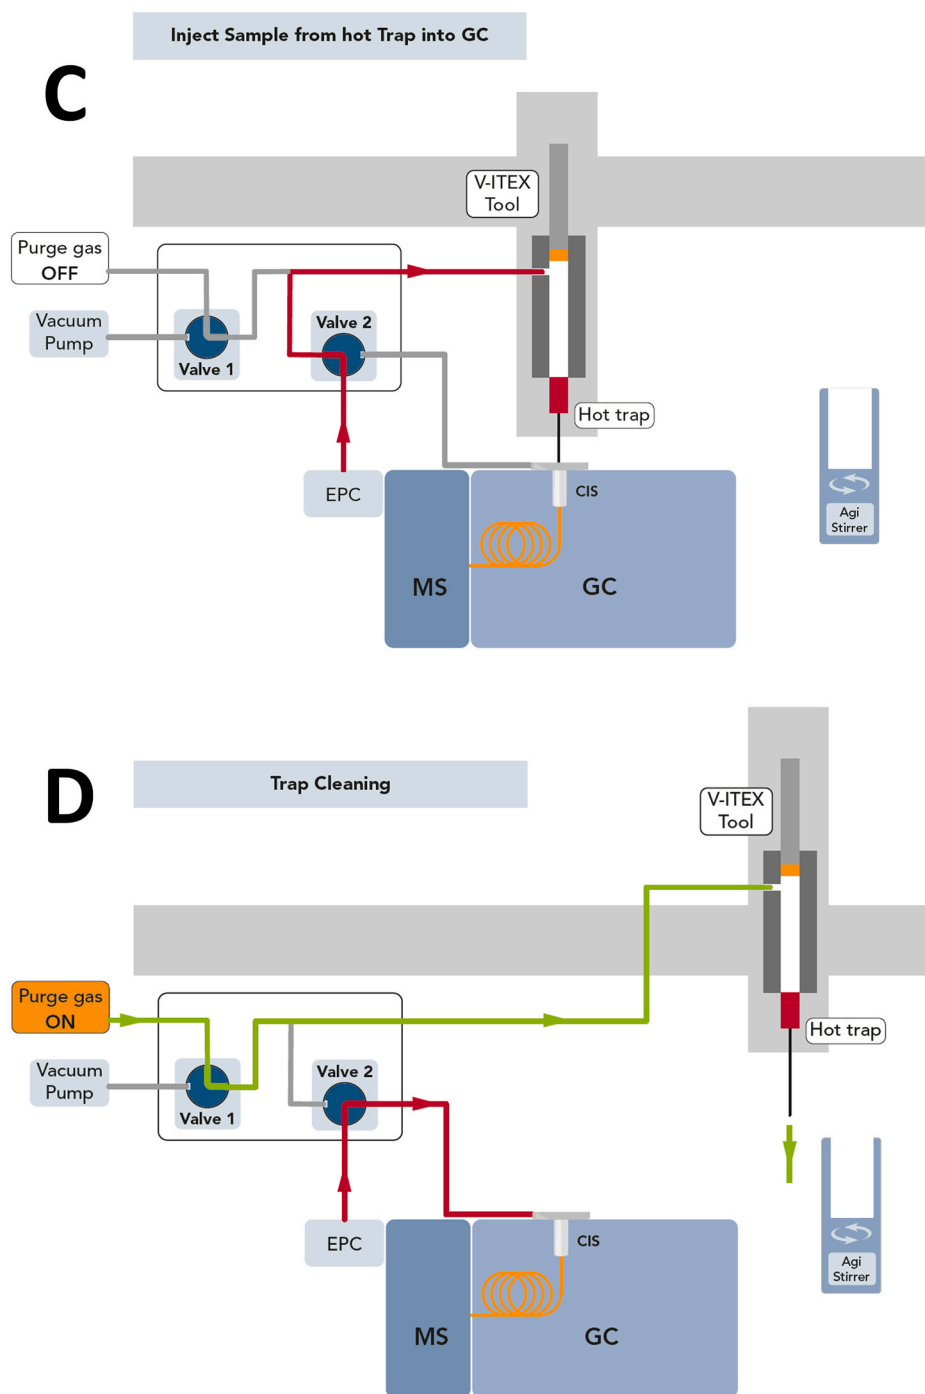 Inject Sample from hot Trap into GC
C
V-ITEX
Tool
Purge gas
OFF
Vacuum
Pump
Valve 1
Valve 2
Hot trap
EPC
CIS
MS
GC
Agi
Stirrer
D
Trap Cleaning
V-ITEX
Tool
Purge gas
ON
Vacuum
Pump
Valve 1
Valve 2
Hot trap
EPC
CIS
MS
GC
Agi
Stirrer